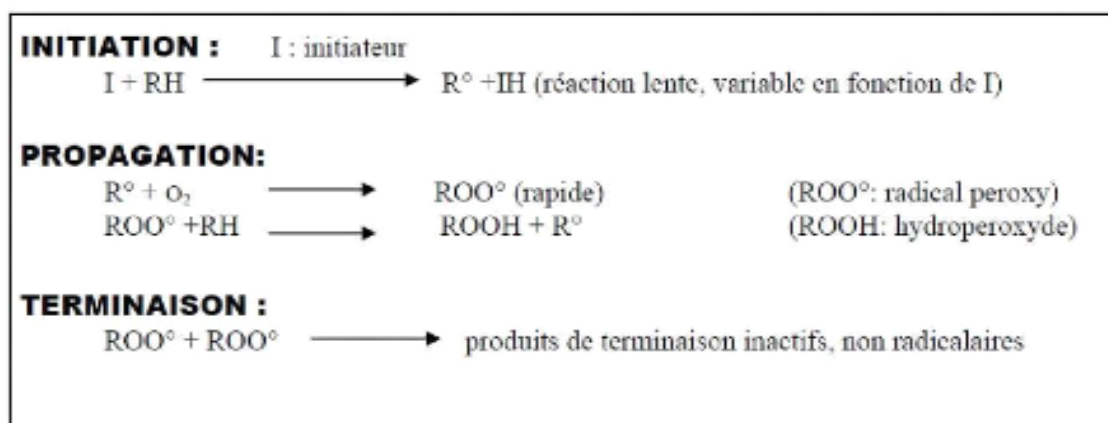 INITIATION : I : initiateur
I + RH ⟶ R° +IH (réaction lente, variable en fonction de I)
PROPAGATION:
R° + O₂ ⟶ ROO° (rapide) (ROO°: radical peroxy)
ROO° +RH ⟶ ROOH + R° (ROOH: hydroperoxyde)
TERMINAISON :
ROO° + ROO° ⟶ produits de terminaison inactifs, non radicalaires